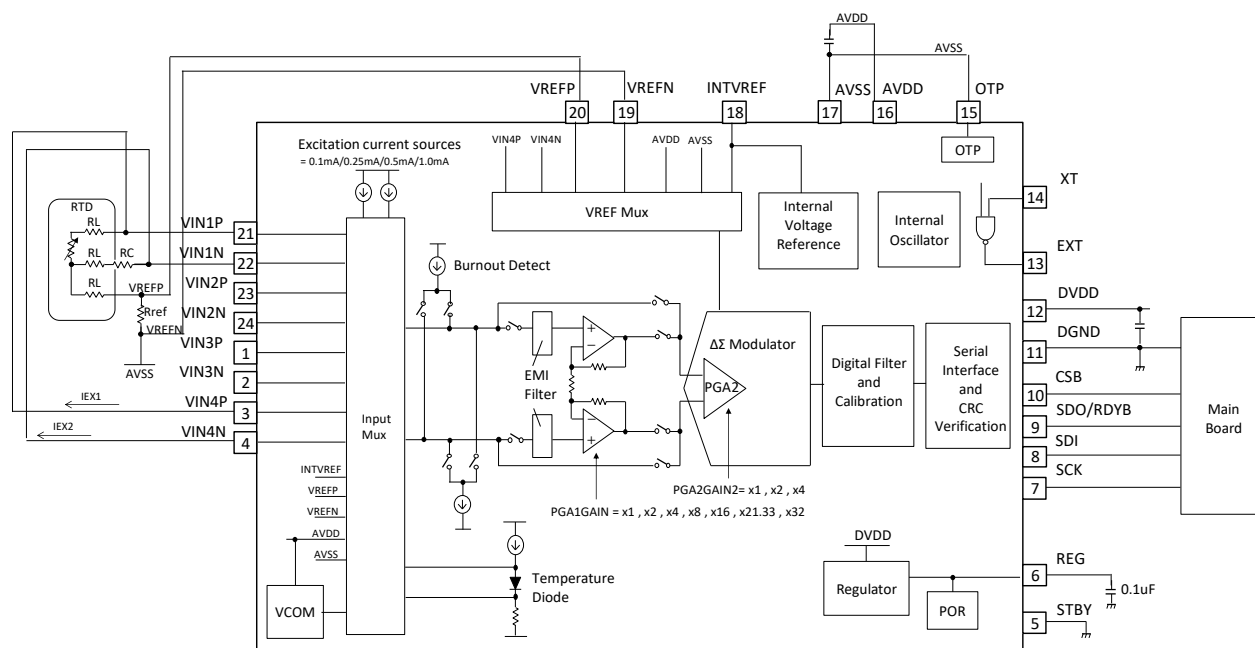 AVDD
AVSS
VREFP
VREFN
INTVREF
AVSS
AVDD
OTP
20
19
18
17
16
15
Excitation current sources
= 0.1mA/0.25mA/0.5mA/1.0mA
VIN4P
VIN4N
AVDD
AVSS
OTP
VREF Mux
Internal
Voltage
Reference
Internal
Oscillator
XT
14
EXT
13
RTD
RL
RL
RC
RL
VREFP
Rref
VREFN
AVSS
IEX1
IEX2
VIN1P
21
VIN1N
22
VIN2P
23
VIN2N
24
VIN3P
1
VIN3N
2
VIN4P
3
VIN4N
4
Input
Mux
Burnout Detect
EMI
Filter
+
−
−
+
ΔΣ Modulator
PGA2
Digital Filter
and
Calibration
Serial
Interface
and
CRC
Verification
DVDD
12
DGND
11
CSB
10
SDO/RDYB
9
SDI
8
SCK
7
Main
Board
PGA2GAIN2= x1 , x2 , x4
PGA1GAIN = x1 , x2 , x4 , x8 , x16 , x21.33 , x32
INTVREF
VREFP
VREFN
AVDD
AVSS
VCOM
Temperature
Diode
DVDD
Regulator
POR
REG
6
0.1uF
STBY
5